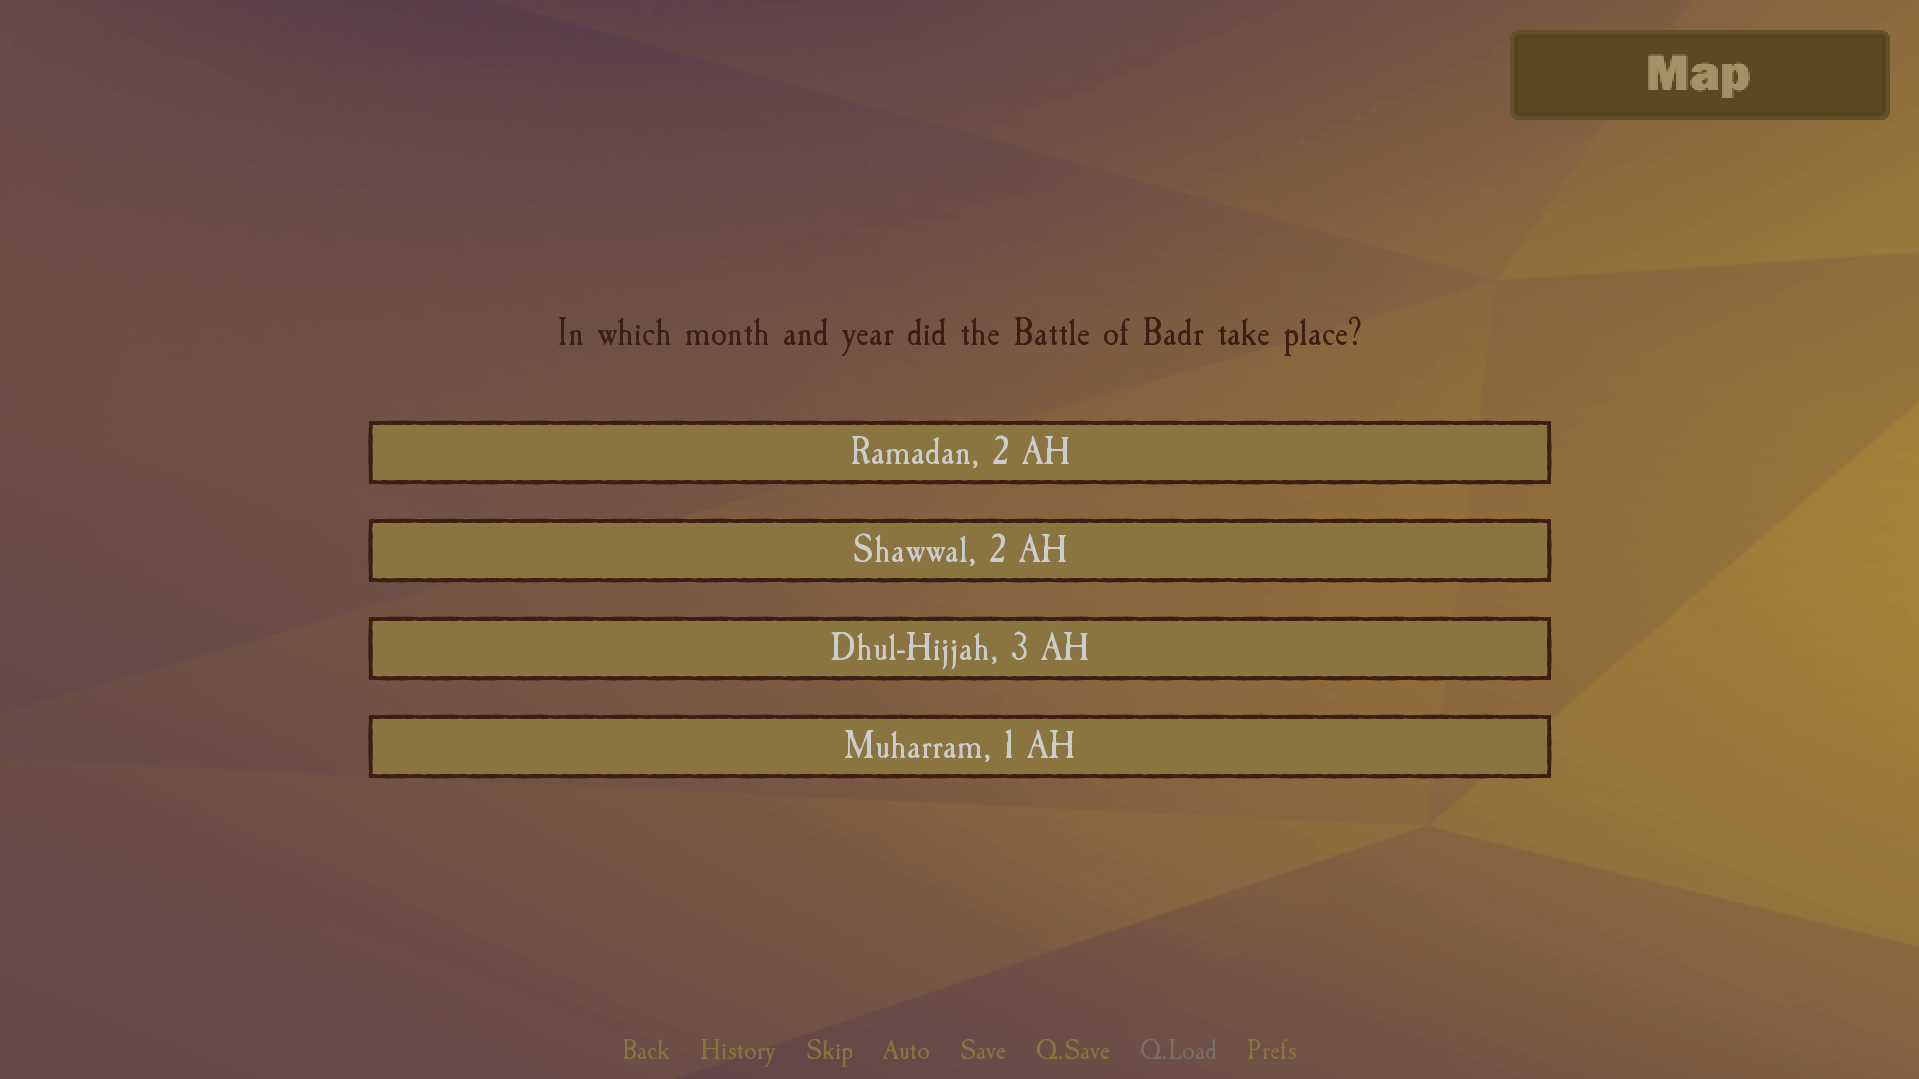 Map
In which month and year did the Battle of Badr take place?
Ramadan, 2 AH
Shawwal, 2 AH
Dhul-Hijjah, 3 AH
Muharram, 1 AH
Back History Skip Auto Save Q.Save Q.Load Prefs